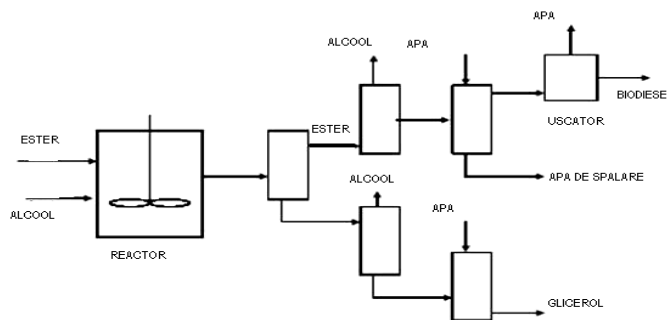 ALCOOL
APA
APA
BIODIESE
USCATOR
ESTER
ESTER
ALCOOL
APA DE SPALARE
ALCOOL
APA
REACTOR
GLICEROL